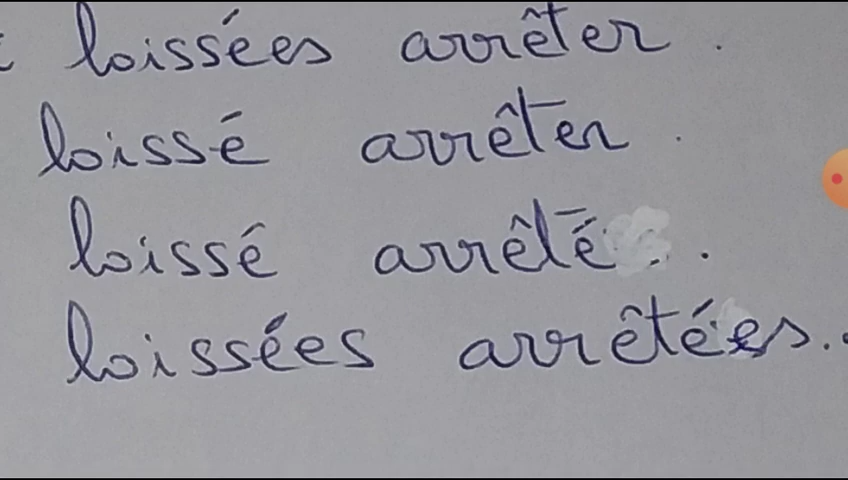 laissées arrêter.
laissé arrêter.
laissé arrêté.
laissées arrêtées.